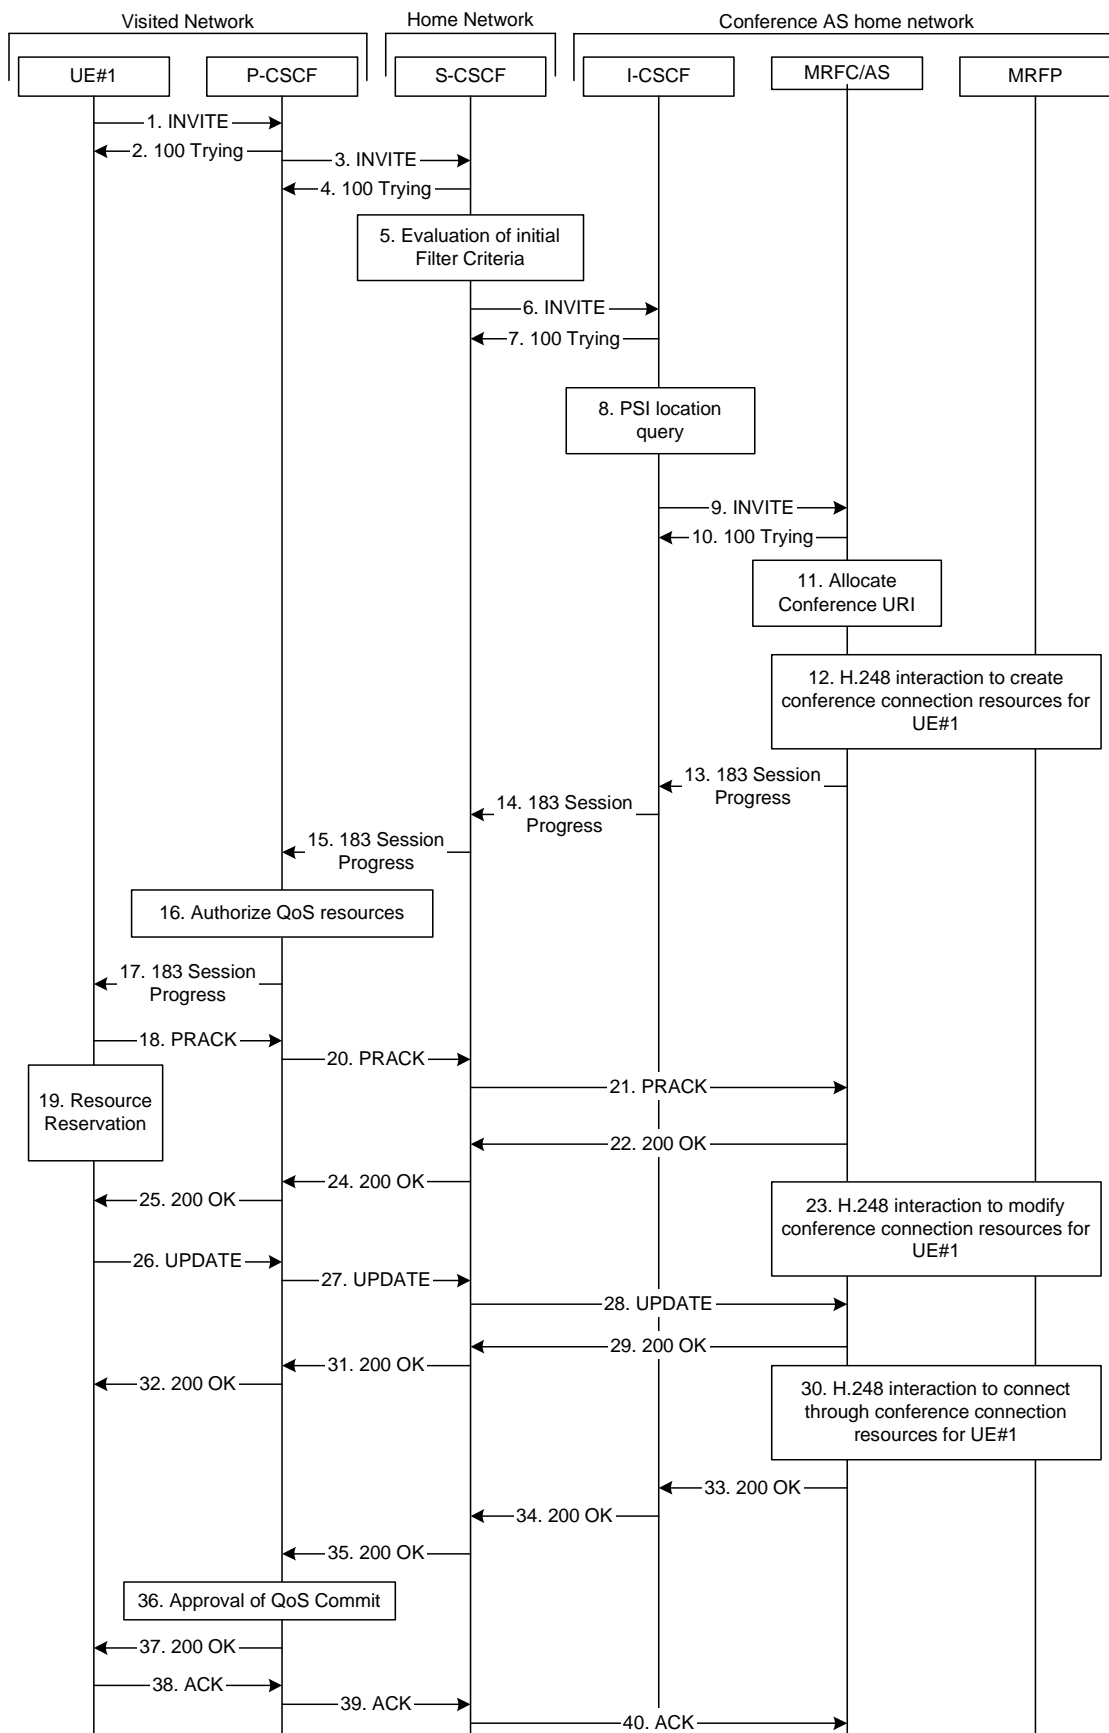 Visited Network
Home Network
Conference AS home network
UE#1
P-CSCF
S-CSCF
I-CSCF
MRFC/AS
MRFP
1. INVITE
2. 100 Trying
3. INVITE
4. 100 Trying
5. Evaluation of initial
Filter Criteria
6. INVITE
7. 100 Trying
8. PSI location
query
9. INVITE
10. 100 Trying
11. Allocate
Conference URI
12. H.248 interaction to create
conference connection resources for
UE#1
13. 183 Session
Progress
14. 183 Session
Progress
15. 183 Session
Progress
16. Authorize QoS resources
17. 183 Session
Progress
18. PRACK
20. PRACK
19. Resource
Reservation
21. PRACK
22. 200 OK
24. 200 OK
25. 200 OK
23. H.248 interaction to modify
conference connection resources for
UE#1
26. UPDATE
27. UPDATE
28. UPDATE
29. 200 OK
31. 200 OK
32. 200 OK
30. H.248 interaction to connect
through conference connection
resources for UE#1
33. 200 OK
34. 200 OK
35. 200 OK
36. Approval of QoS Commit
37. 200 OK
38. ACK
39. ACK
40. ACK